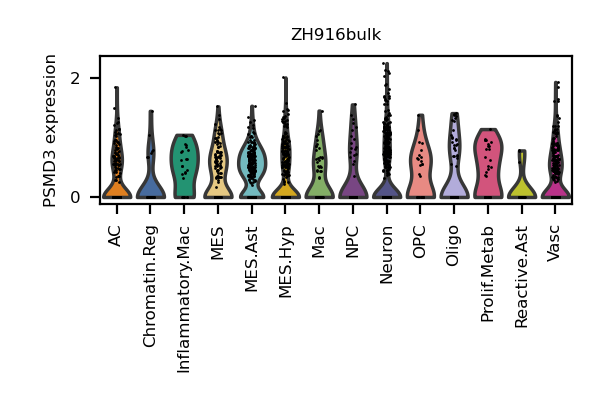 ZH916bulk
PSMD3 expression
2
0
AC
Chromatin.Reg
Inflammatory.Mac
MES
MES.Ast
MES.Hyp
Mac
NPC
Neuron
OPC
Oligo
Prolif.Metab
Reactive.Ast
Vasc